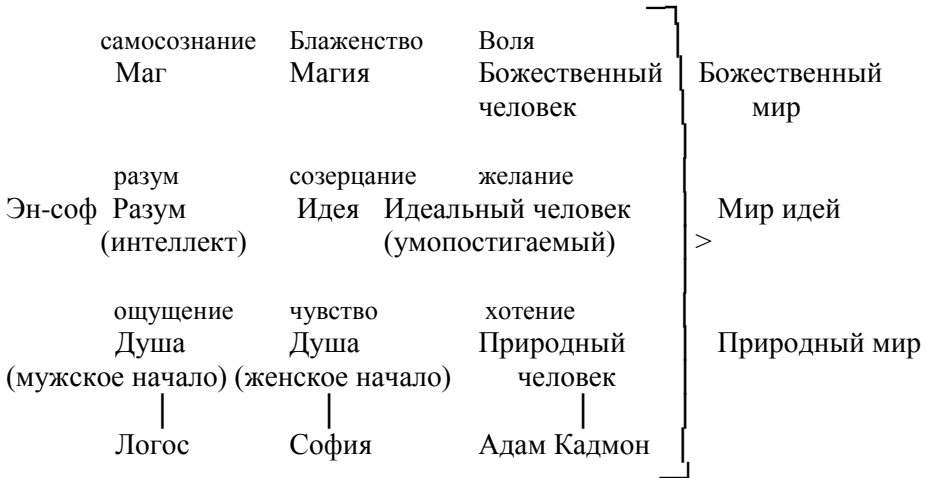 самосознание Блаженство Воля
Маг Магия Божественный Божественный
человек мир
разум созерцание желание
Эн-соф Разум Идея Идеальный человек Мир идей
(интеллект) (умопостигаемый) >
ощущение чувство хотение
Душа Душа Природный Природный мир
(мужское начало) (женское начало) человек
Логос София Адам Кадмон